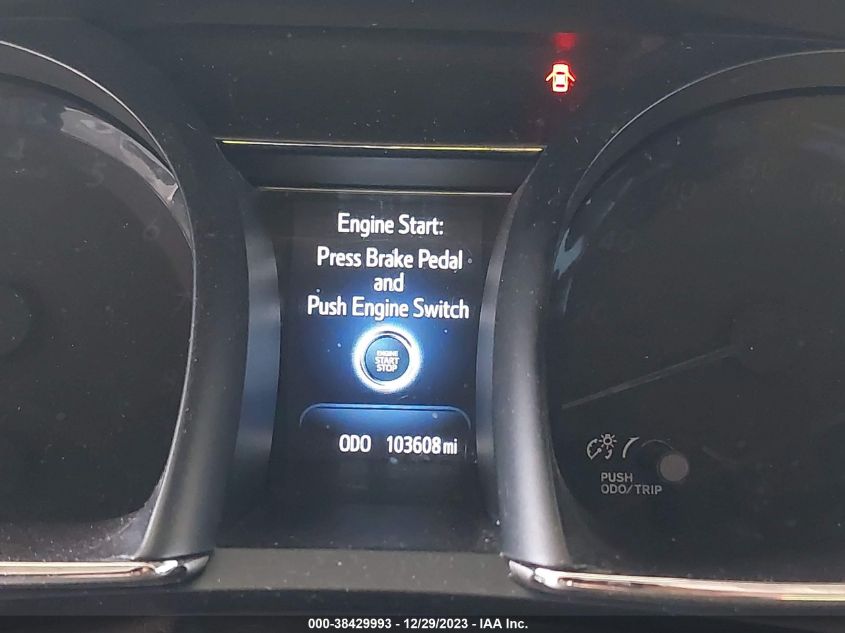 Engine Start:
Press Brake Pedal
and
Push Engine Switch
ENGINE
START
STOP
ODO 103608 mi
PUSH
ODO/TRIP
000-38429993 - 12/29/2023 - IAA Inc.